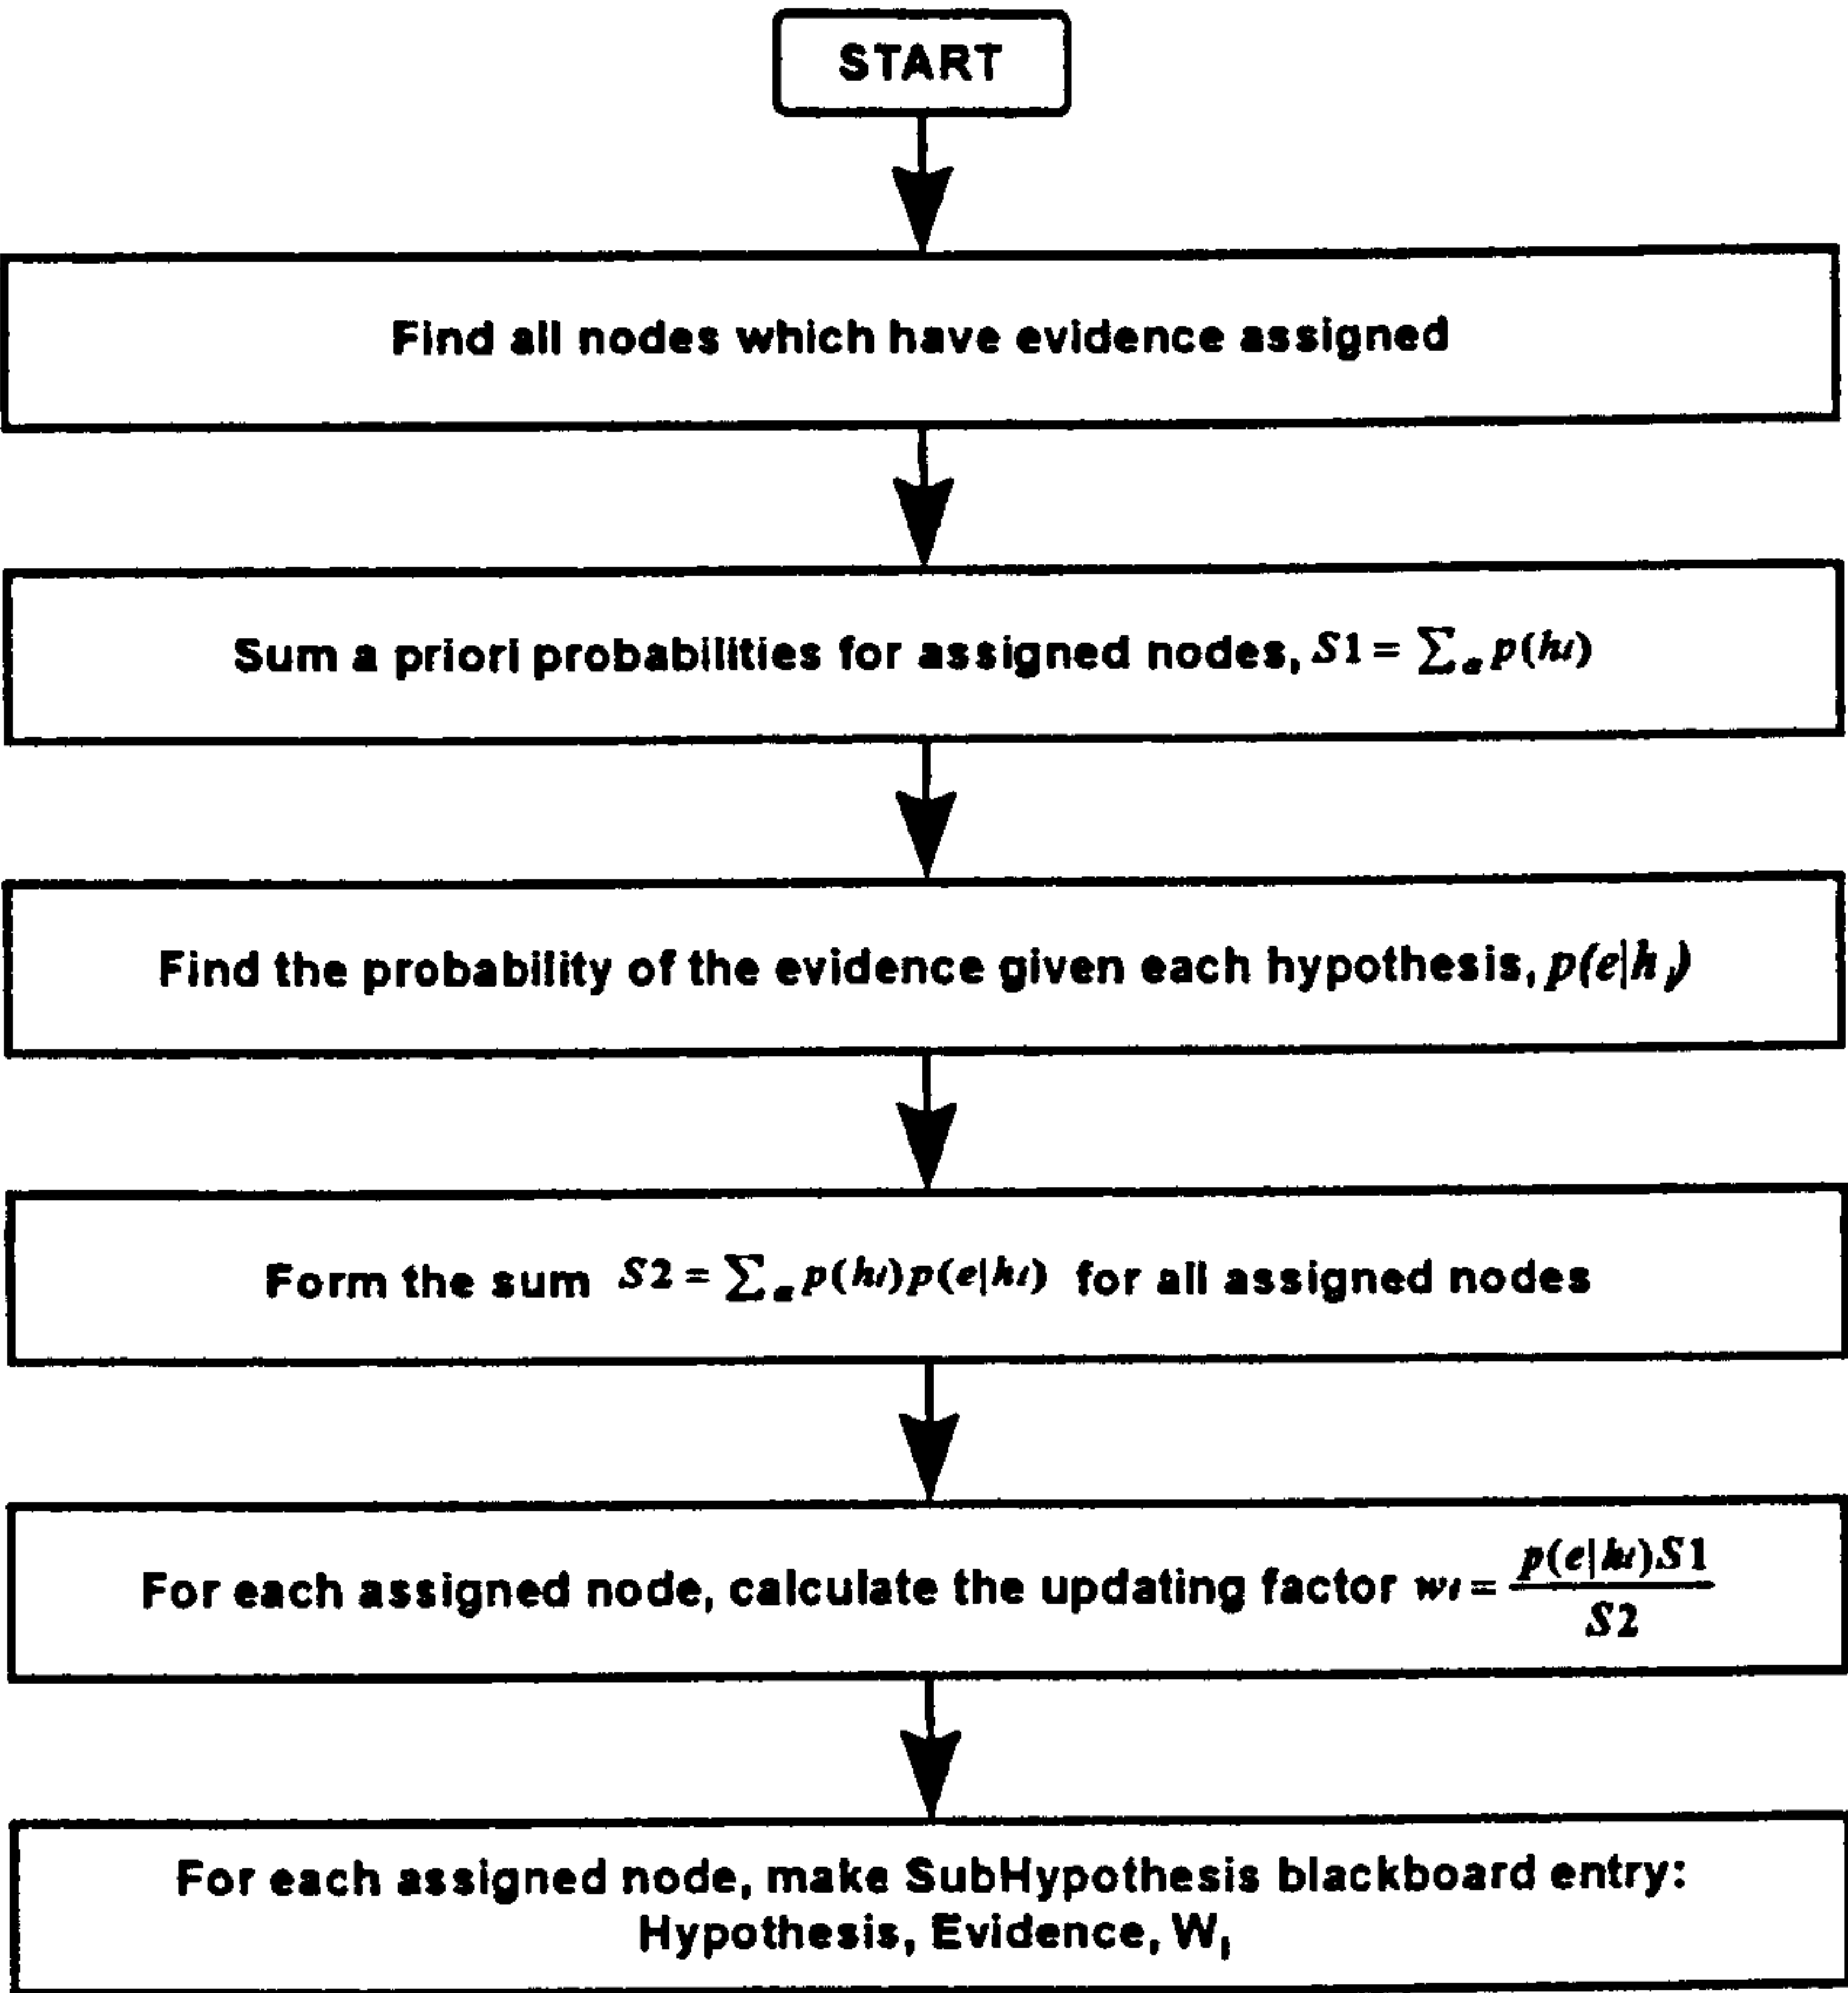 START
Find all nodes which have evidence assigned
Sum a priori probabilities for assigned nodes, S1 = ∑a p(hi)
Find the probability of the evidence given each hypothesis, p(e|hi)
Form the sum S2 = ∑a p(hi)p(e|hi) for all assigned nodes
For each assigned node, calculate the updating factor wi = p(e|hi)S1 / S2
For each assigned node, make SubHypothesis blackboard entry:
Hypothesis, Evidence, Wi